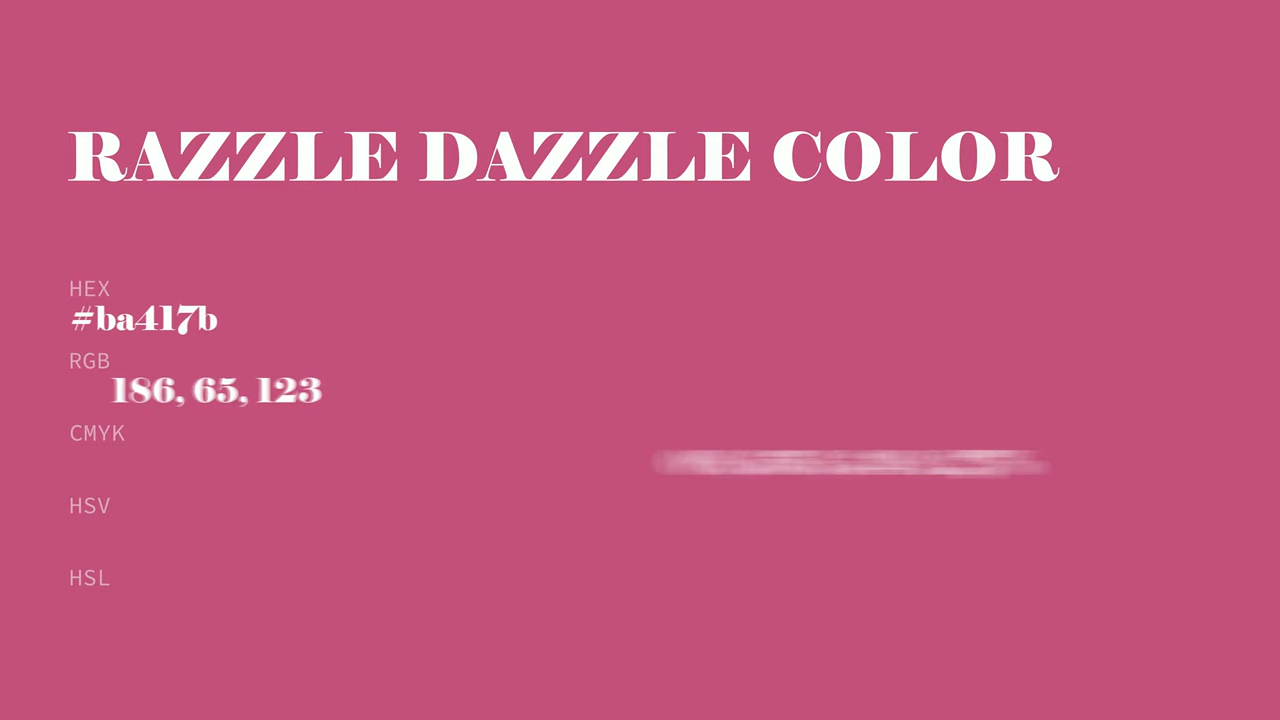 RAZZLE DAZZLE COLOR
HEX
#ba417b
RGB
186, 65, 123
CMYK
HSV
HSL